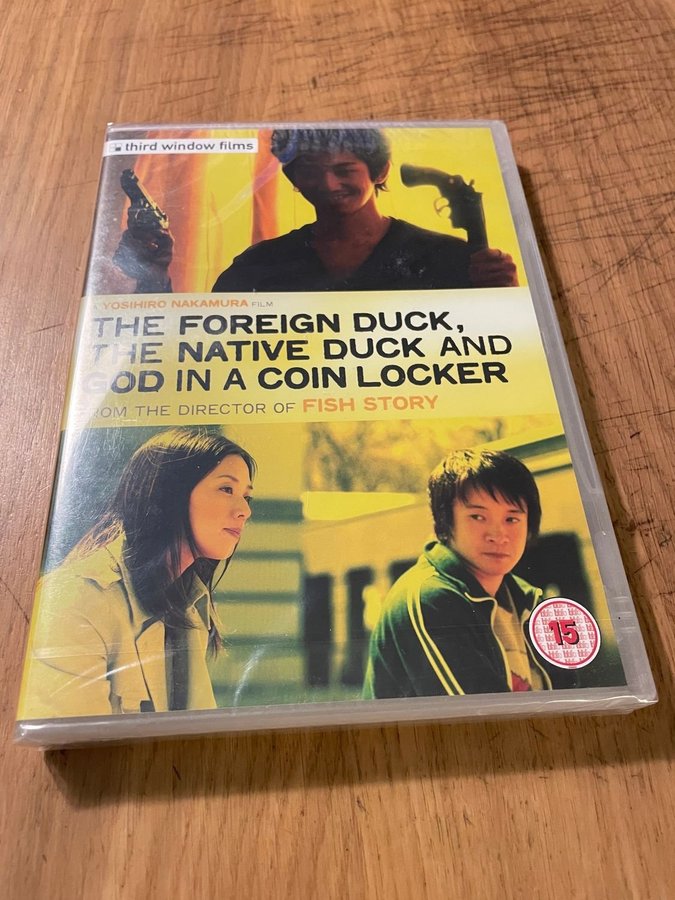 third window films
A YOSIHIRO NAKAMURA FILM
THE FOREIGN DUCK,
THE NATIVE DUCK AND
GOD IN A COIN LOCKER
FROM THE DIRECTOR OF FISH STORY
15